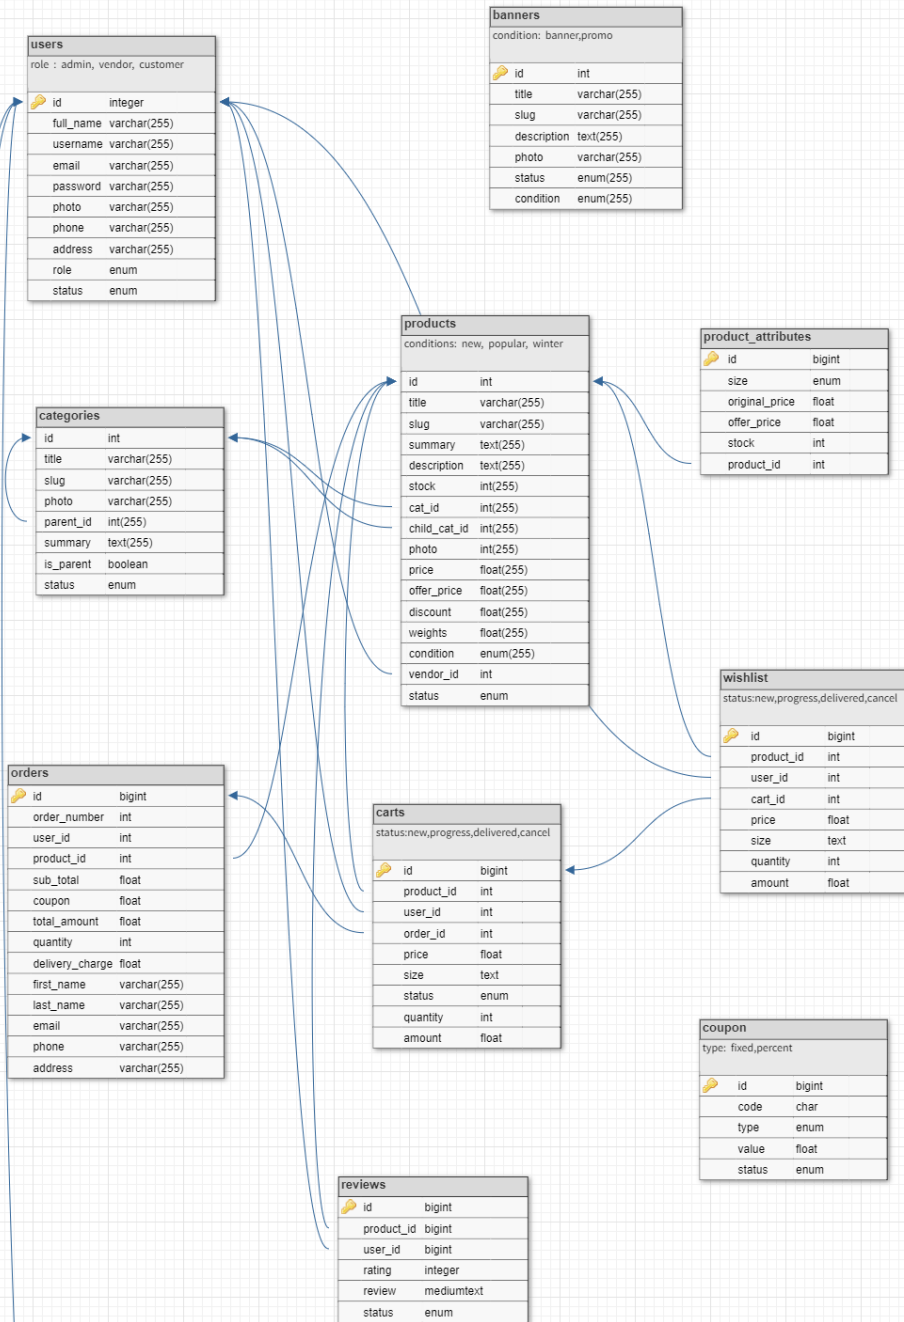 users
role : admin, vendor, customer
id integer
full_name varchar(255)
username varchar(255)
email varchar(255)
password varchar(255)
photo varchar(255)
phone varchar(255)
address varchar(255)
role enum
status enum
banners
condition: banner,promo
id int
title varchar(255)
slug varchar(255)
description text(255)
photo varchar(255)
status enum(255)
condition enum(255)
categories
id int
title varchar(255)
slug varchar(255)
photo varchar(255)
parent_id int(255)
summary text(255)
is_parent boolean
status enum
products
conditions: new, popular, winter
id int
title varchar(255)
slug varchar(255)
summary text(255)
description text(255)
stock int(255)
cat_id int(255)
child_cat_id int(255)
photo int(255)
price float(255)
offer_price float(255)
discount float(255)
weights float(255)
condition enum(255)
vendor_id int
status enum
product_attributes
id bigint
size enum
original_price float
offer_price float
stock int
product_id int
wishlist
status:new,progress,delivered,cancel
id bigint
product_id int
user_id int
cart_id int
price float
size text
quantity int
amount float
orders
id bigint
order_number int
user_id int
product_id int
sub_total float
coupon float
total_amount float
quantity int
delivery_charge float
first_name varchar(255)
last_name varchar(255)
email varchar(255)
phone varchar(255)
address varchar(255)
carts
status:new,progress,delivered,cancel
id bigint
product_id int
user_id int
order_id int
price float
size text
status enum
quantity int
amount float
coupon
type: fixed,percent
id bigint
code char
type enum
value float
status enum
reviews
id bigint
product_id bigint
user_id bigint
rating integer
review mediumtext
status enum